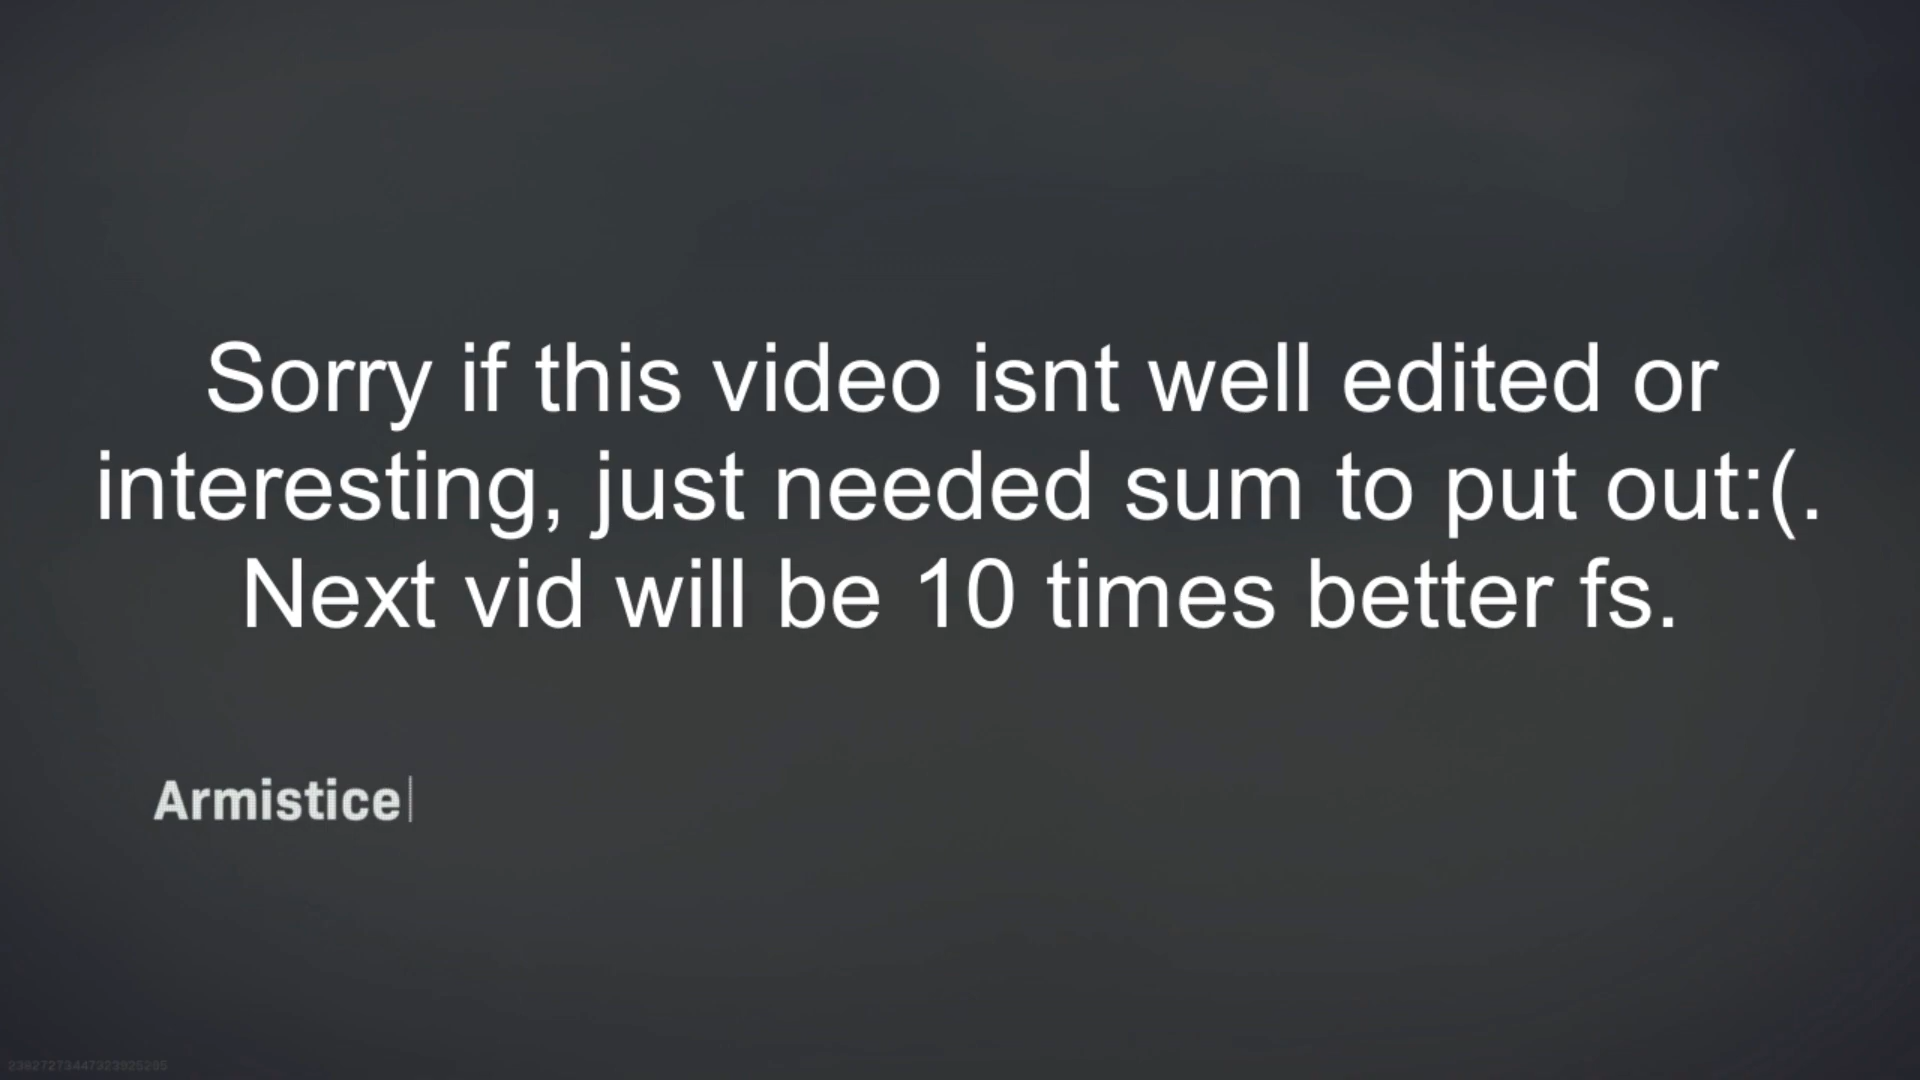 Sorry if this video isnt well edited or
interesting, just needed sum to put out:(.
Next vid will be 10 times better fs.
Armistice